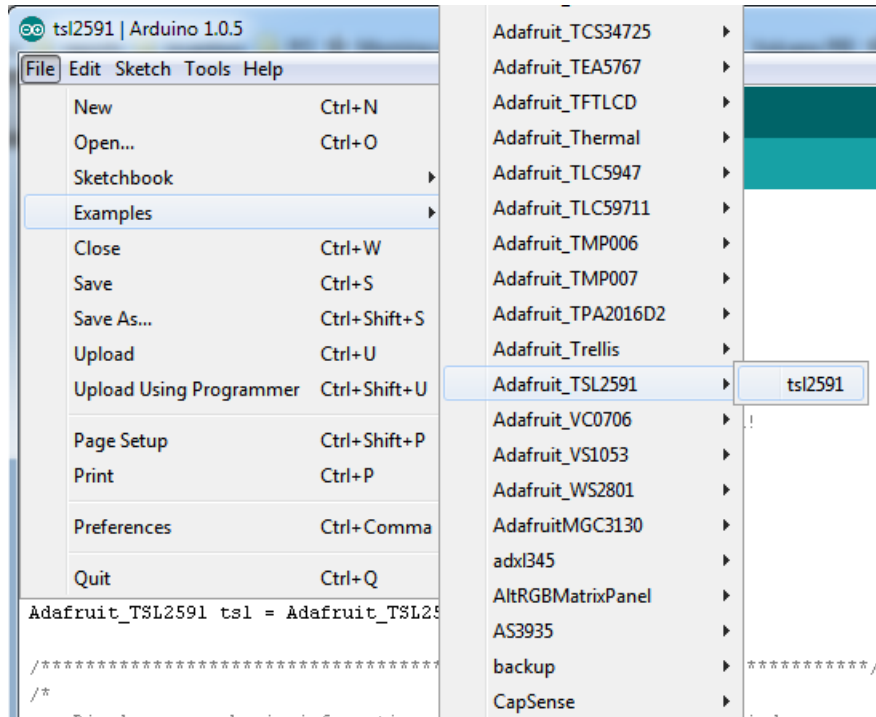 tsl2591 | Arduino 1.0.5
File Edit Sketch Tools Help
New Ctrl+N
Open... Ctrl+O
Sketchbook
Examples
Close Ctrl+W
Save Ctrl+S
Save As... Ctrl+Shift+S
Upload Ctrl+U
Upload Using Programmer Ctrl+Shift+U
Page Setup Ctrl+Shift+P
Print Ctrl+P
Preferences Ctrl+Comma
Quit Ctrl+Q
Adafruit_TCS34725
Adafruit_TEA5767
Adafruit_TFTLCD
Adafruit_Thermal
Adafruit_TLC5947
Adafruit_TLC59711
Adafruit_TMP006
Adafruit_TMP007
Adafruit_TPA2016D2
Adafruit_Trellis
Adafruit_TSL2591
Adafruit_VC0706
Adafruit_VS1053
Adafruit_WS2801
AdafruitMGC3130
adxl345
AltRGBMatrixPanel
AS3935
backup
CapSense
tsl2591
Adafruit_TSL2591 tsl = Adafruit_TSL25
/************************************ ***********/
/*